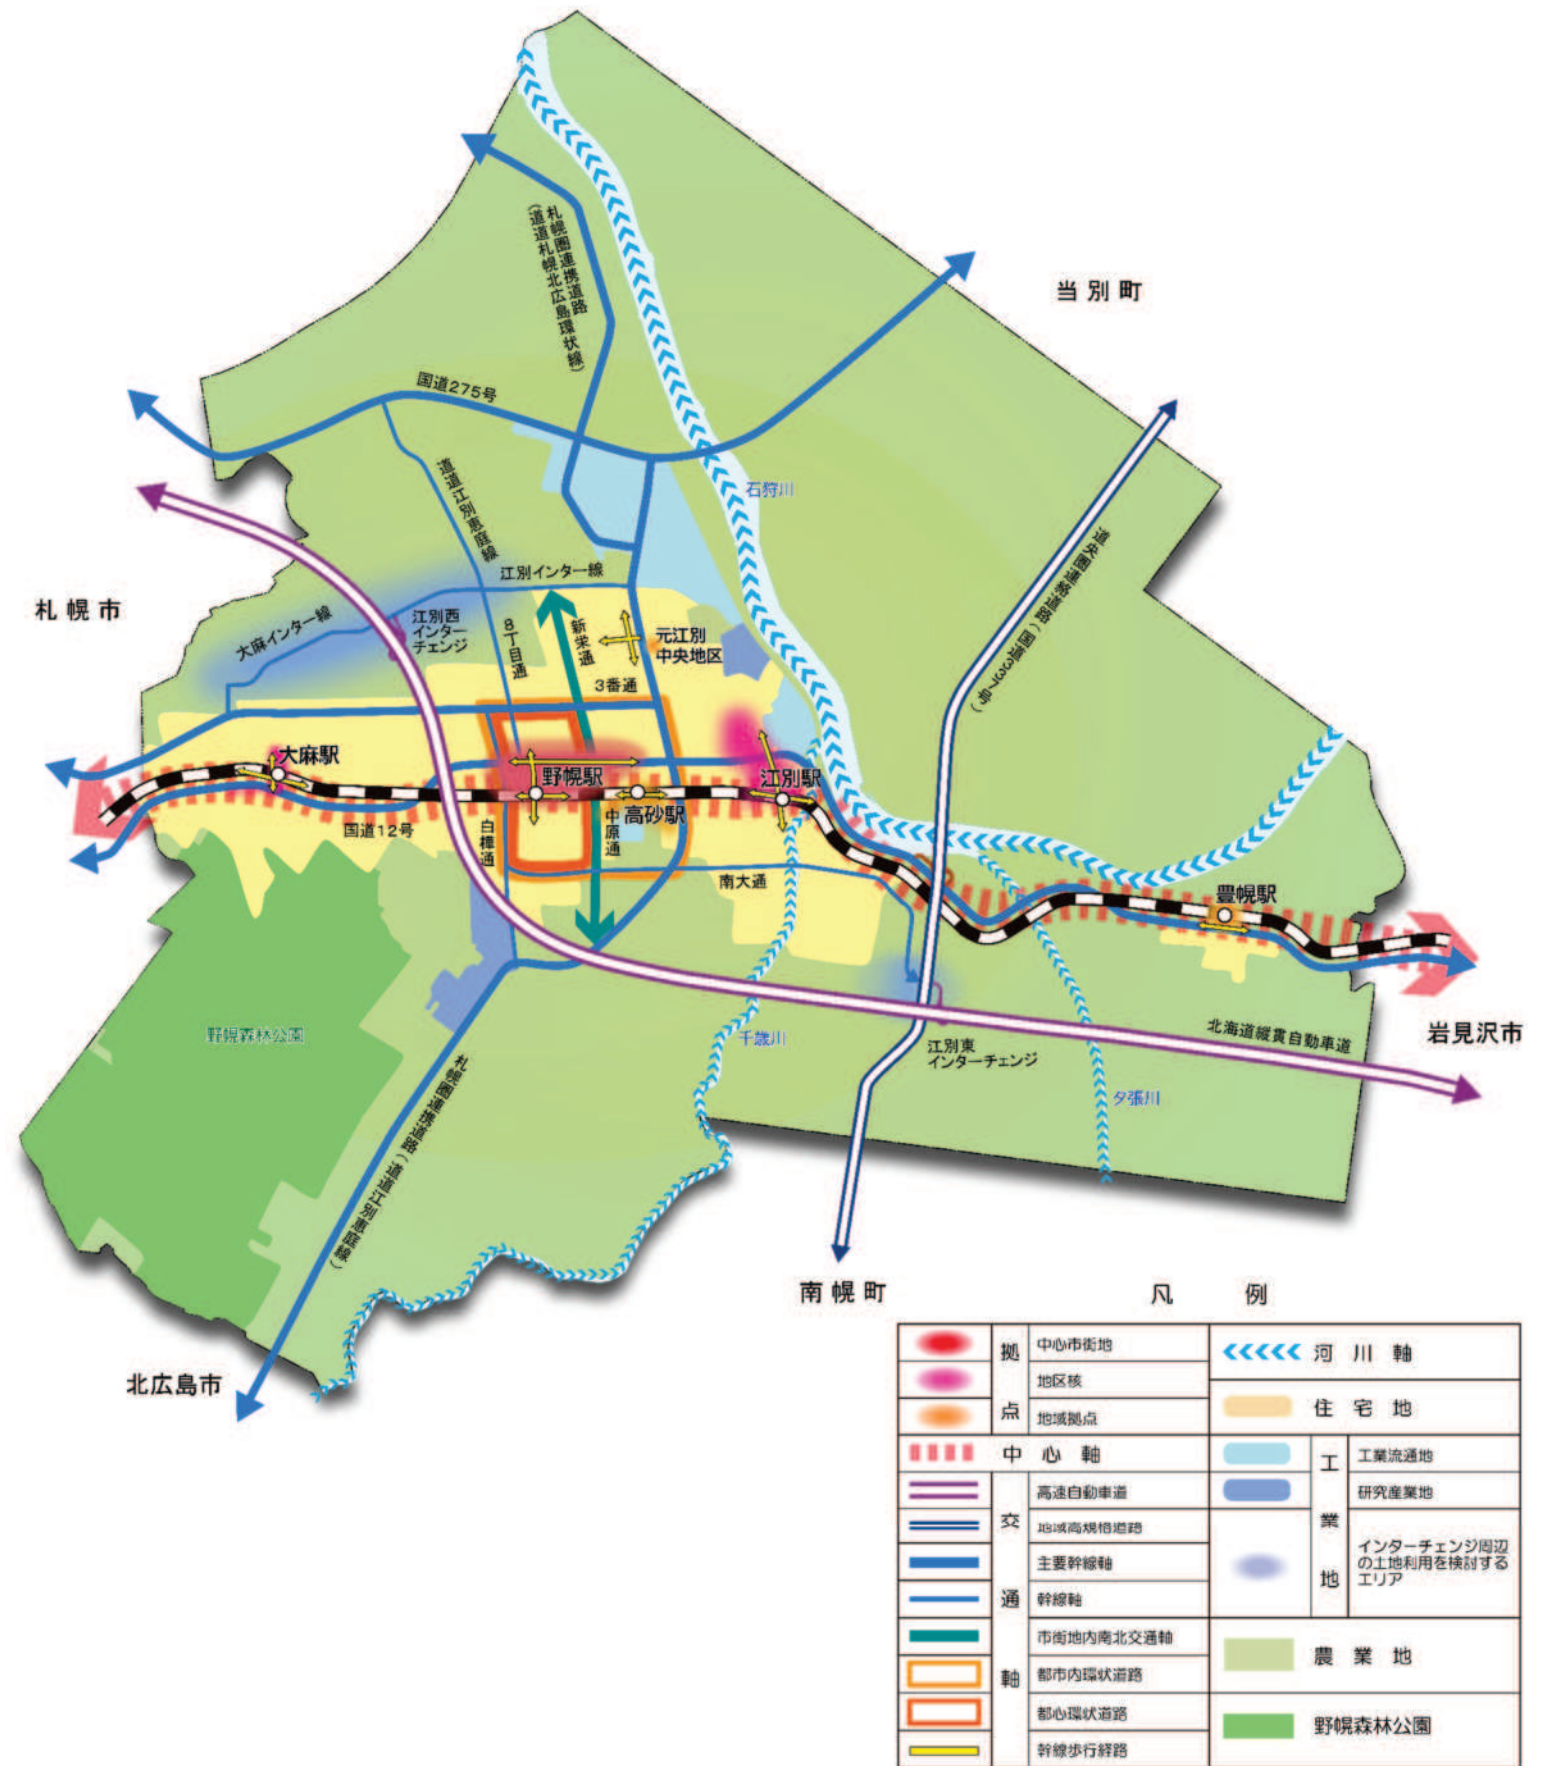 当別町
札幌圏連携道路
（道道札幌北広島環状線）
国道275号
石狩川
道道江別恵庭線
道央圏連絡道路（国道337号）
札幌市
江別インター線
大麻インター線
江別西
インター
チェンジ
8丁目通
新栄通
元江別
中央地区
3番通
大麻駅
野幌駅
江別駅
高砂駅
国道12号
白樺通
中原通
南大通
豊幌駅
野幌森林公園
千歳川
江別東
インターチェンジ
北海道縦貫自動車道
岩見沢市
夕張川
札幌圏連携道路（道道江別恵庭線）
南幌町
北広島市
凡例
拠点
中心市街地
地区核
地域拠点
中心軸
交通軸
高速自動車道
地域高規格道路
主要幹線軸
幹線軸
市街地内南北交通軸
都市内環状道路
都心環状道路
幹線歩行経路
河川軸
住宅地
工業地
工業流通地
研究産業地
インターチェンジ周辺
の土地利用を検討する
エリア
農業地
野幌森林公園